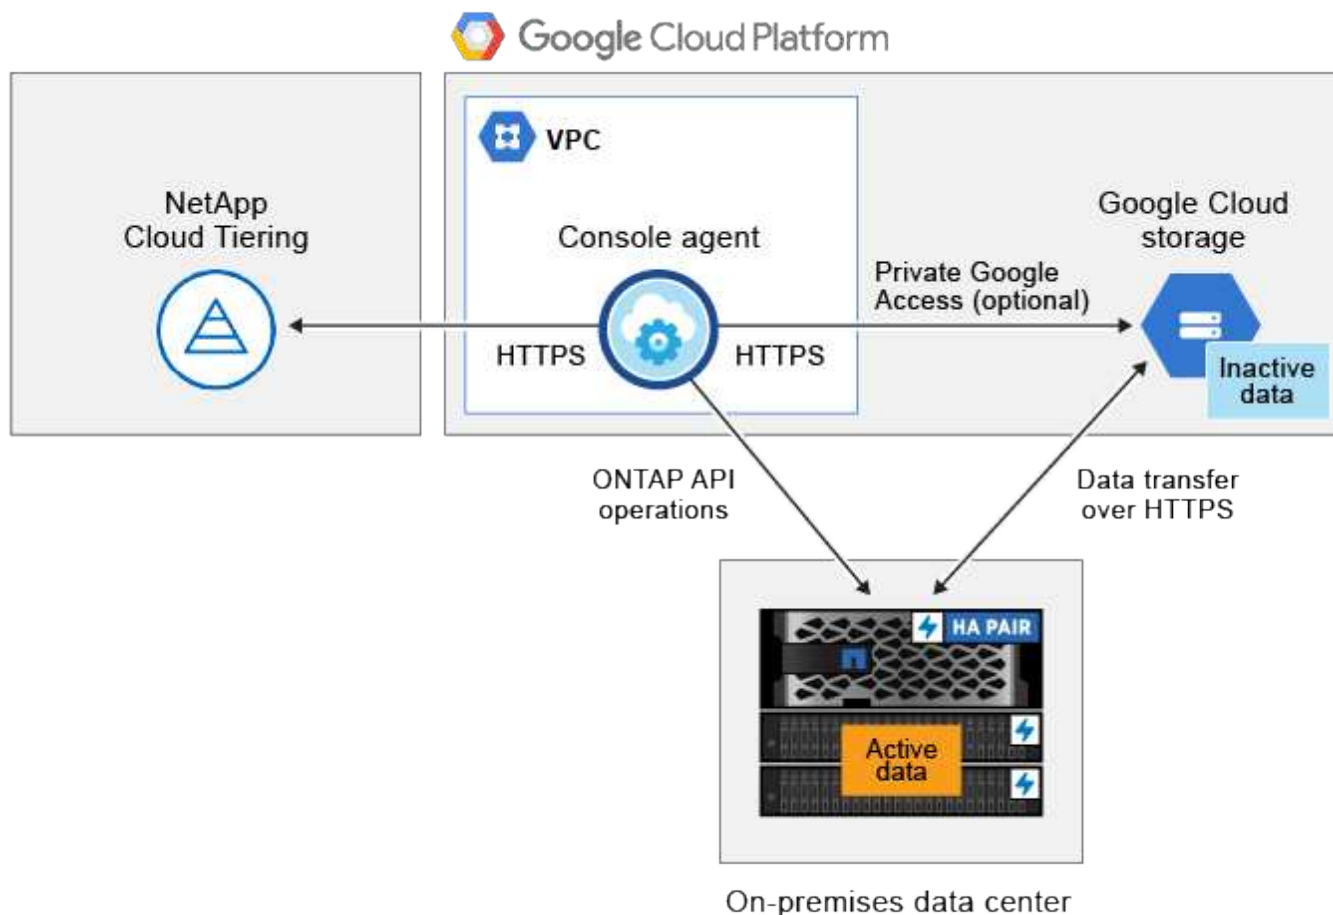 Google Cloud Platform
VPC
NetApp
Cloud Tiering
Console agent
Google Cloud
storage
Private Google
Access (optional)
HTTPS
HTTPS
Inactive
data
ONTAP API
operations
Data transfer
over HTTPS
HA PAIR
Active
data
On-premises data center